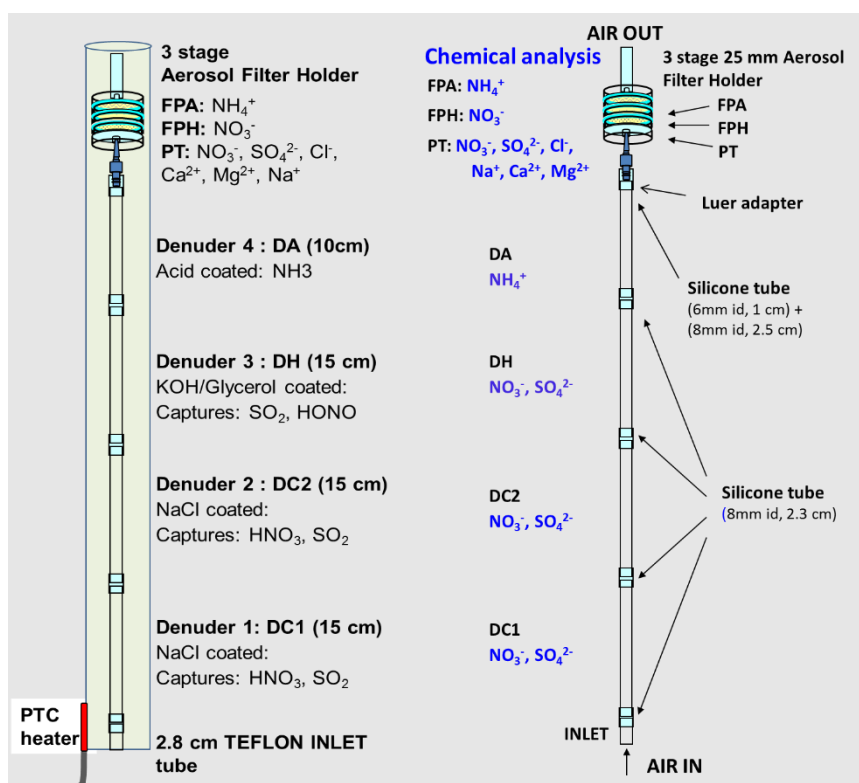 3 stage
Aerosol Filter Holder
FPA: NH₄⁺
FPH: NO₃⁻
PT: NO₃⁻, SO₄²⁻, Cl⁻,
Ca²⁺, Mg²⁺, Na⁺
Denuder 4 : DA (10cm)
Acid coated: NH3
Denuder 3 : DH (15 cm)
KOH/Glycerol coated:
Captures: SO₂, HONO
Denuder 2 : DC2 (15 cm)
NaCl coated:
Captures: HNO₃, SO₂
Denuder 1: DC1 (15 cm)
NaCl coated:
Captures: HNO₃, SO₂
PTC
heater
2.8 cm TEFLON INLET
tube
Chemical analysis
FPA: NH₄⁺
FPH: NO₃⁻
PT: NO₃⁻, SO₄²⁻, Cl⁻,
Na⁺, Ca²⁺, Mg²⁺
DA
NH₄⁺
DH
NO₃⁻, SO₄²⁻
DC2
NO₃⁻, SO₄²⁻
DC1
NO₃⁻, SO₄²⁻
AIR OUT
3 stage 25 mm Aerosol
Filter Holder
FPA
FPH
PT
Luer adapter
Silicone tube
(6mm id, 1 cm) +
(8mm id, 2.5 cm)
Silicone tube
(8mm id, 2.3 cm)
INLET
AIR IN